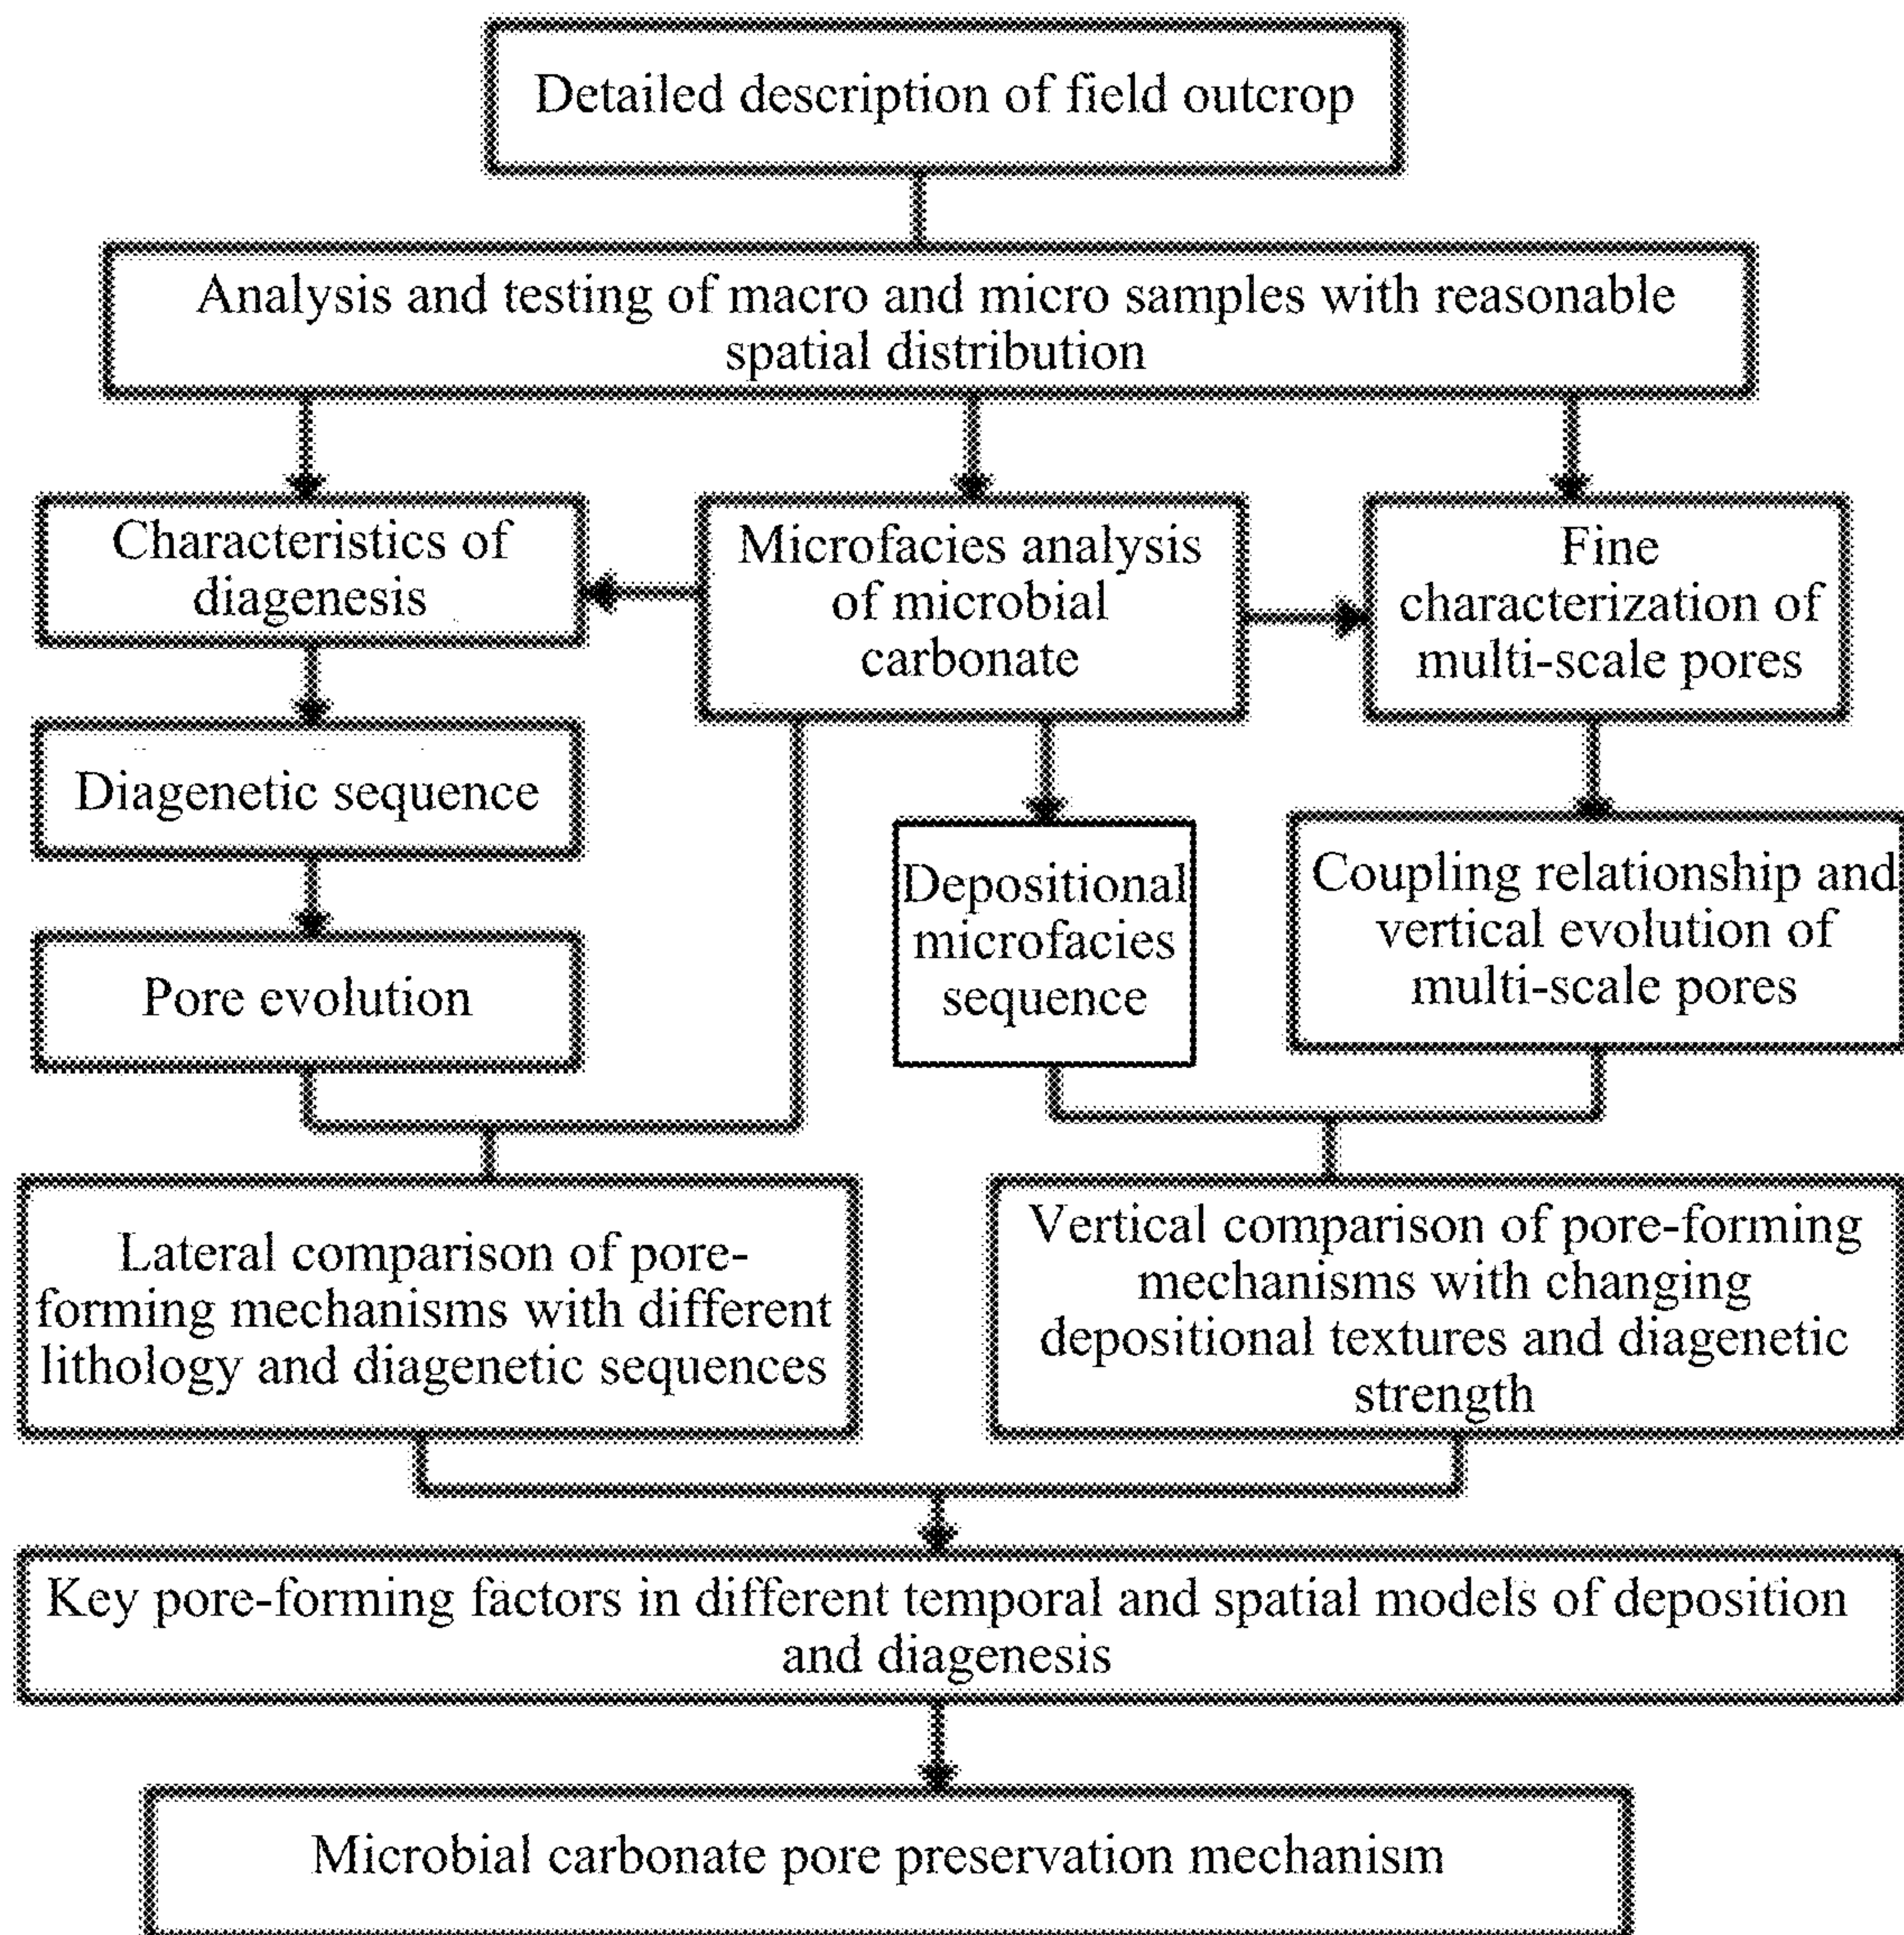 Detailed description of field outcrop
Analysis and testing of macro and micro samples with reasonable
spatial distribution
Characteristics of
diagenesis
Microfacies analysis
of microbial
carbonate
Fine
characterization of
multi-scale pores
Diagenetic sequence
Depositional
microfacies
sequence
Coupling relationship and
vertical evolution of
multi-scale pores
Pore evolution
Lateral comparison of pore-
forming mechanisms with different
lithology and diagenetic sequences
Vertical comparison of pore-forming
mechanisms with changing
depositional textures and diagenetic
strength
Key pore-forming factors in different temporal and spatial models of deposition
and diagenesis
Microbial carbonate pore preservation mechanism